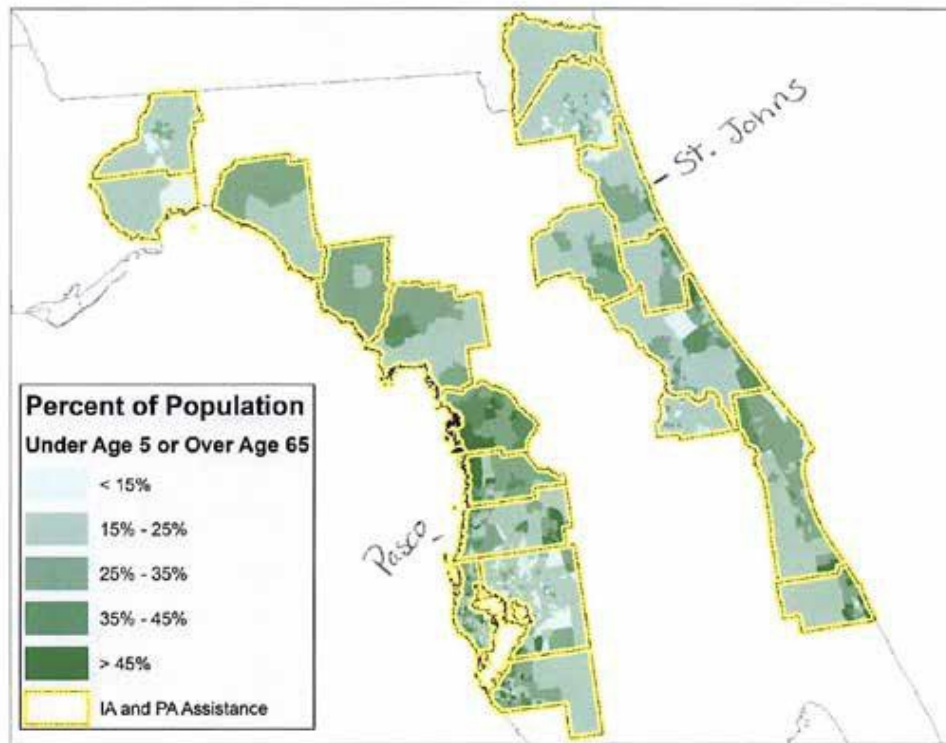 St. Johns
Percent of Population
Under Age 5 or Over Age 65
< 15%
15% - 25%
25% - 35%
35% - 45%
> 45%
IA and PA Assistance
Pasco